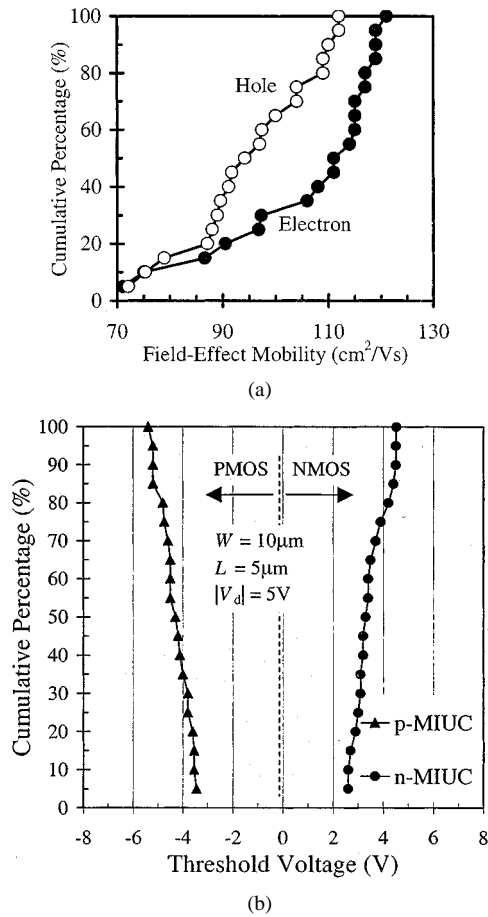 Cumulative Percentage (%)
100
80
60
40
20
0
Hole
Electron
70
90
110
130
Field-Effect Mobility (cm²/Vs)
(a)
Cumulative Percentage (%)
100
90
80
70
60
50
40
30
20
10
0
PMOS
NMOS
W = 10μm
L = 5μm
|Vd| = 5V
p-MIUC
n-MIUC
-8 -6 -4 -2 0 2 4 6 8
Threshold Voltage (V)
(b)